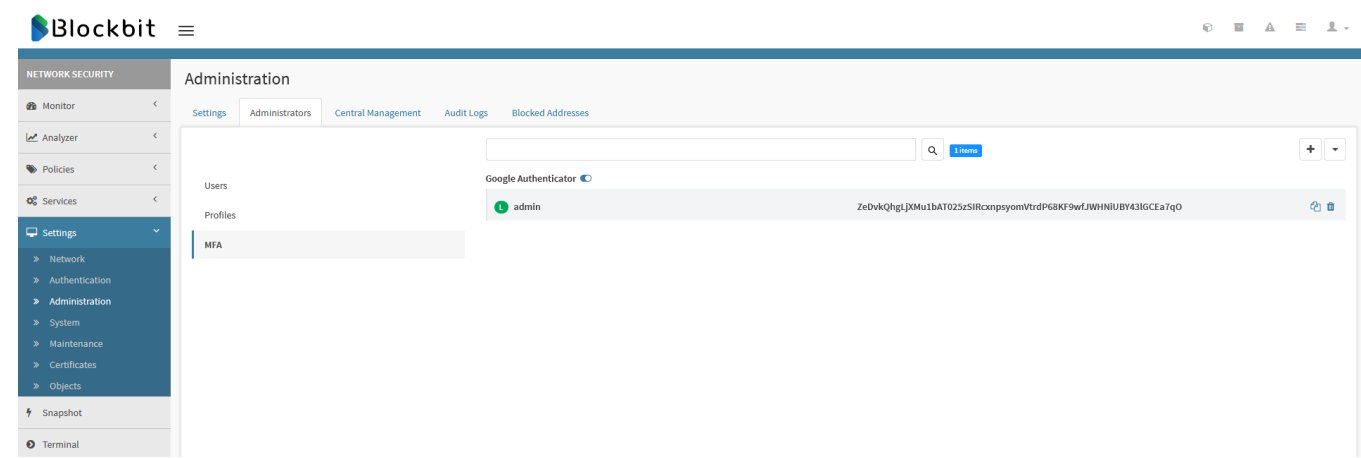 Blockbit
NETWORK SECURITY
Monitor
Analyzer
Policies
Services
Settings
Network
Authentication
Administration
System
Maintenance
Certificates
Objects
Snapshot
Terminal
Administration
Settings Administrators Central Management Audit Logs Blocked Addresses
Users
Profiles
MFA
1 items
Google Authenticator
L admin ZeDvkQhgLjXMu1bAT025zSIRcxnpsyomVtrdP68KF9wfJWHNiUBY43lGCEa7qO